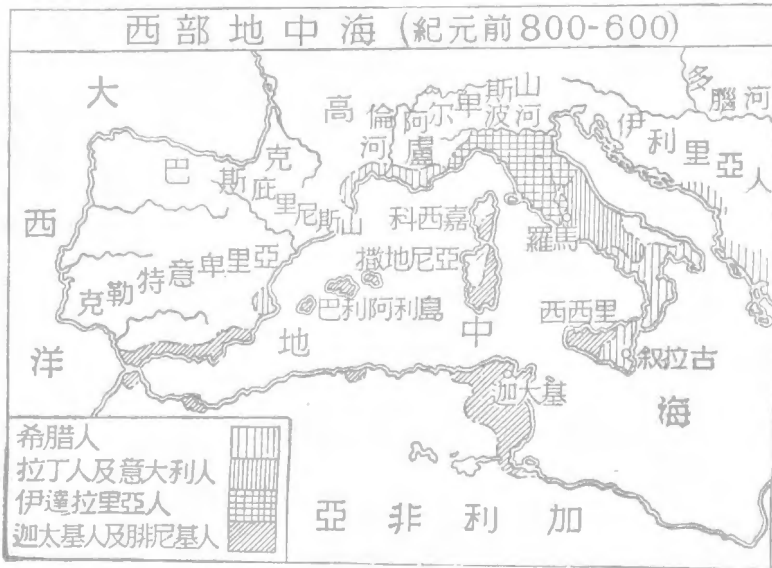 西部地中海(紀元前800-600)
大西洋
高盧
倫河
阿尔卑斯山
波河
多腦河
伊利里亞人
巴斯克
庇里尼斯山
克勒特意卑里亞
科西嘉
羅馬
撒地尼亞
巴利阿利島
地中海
西西里
叙拉古
迦太基
亞非利加
希腊人
拉丁人及意大利人
伊達拉里亞人
迦太基人及腓尼基人